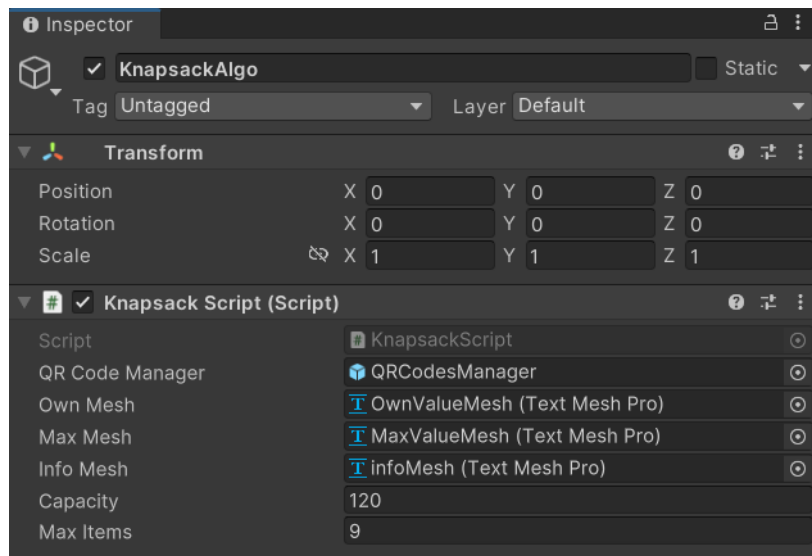 Inspector
KnapsackAlgo Static
Tag Untagged Layer Default
Transform
Position X 0 Y 0 Z 0
Rotation X 0 Y 0 Z 0
Scale X 1 Y 1 Z 1
# Knapsack Script (Script)
Script # KnapsackScript
QR Code Manager QRCodesManager
Own Mesh T OwnValueMesh (Text Mesh Pro)
Max Mesh T MaxValueMesh (Text Mesh Pro)
Info Mesh T infoMesh (Text Mesh Pro)
Capacity 120
Max Items 9